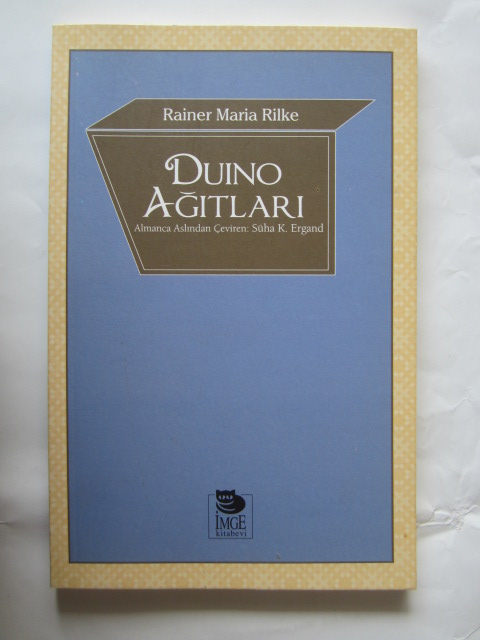 Rainer Maria Rilke
DUINO
AĞITLARI
Almanca Aslından Çeviren: Süha K. Ergand
İMGE
kitabevi